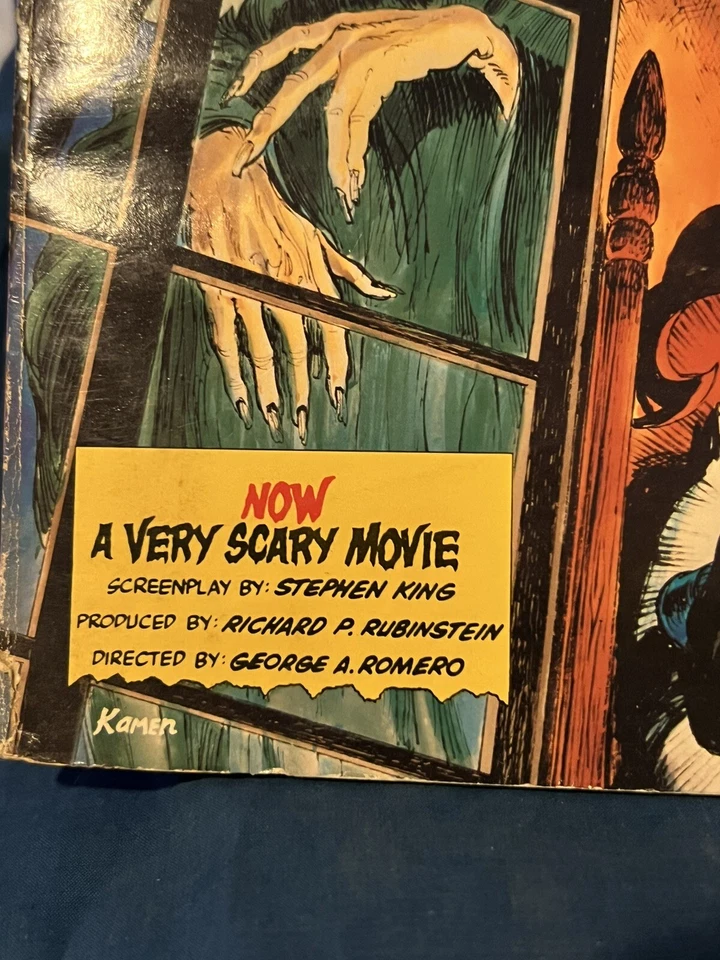 NOW
A VERY SCARY MOVIE
SCREENPLAY BY: STEPHEN KING
PRODUCED BY: RICHARD P. RUBINSTEIN
DIRECTED BY: GEORGE A. ROMERO
Kamen